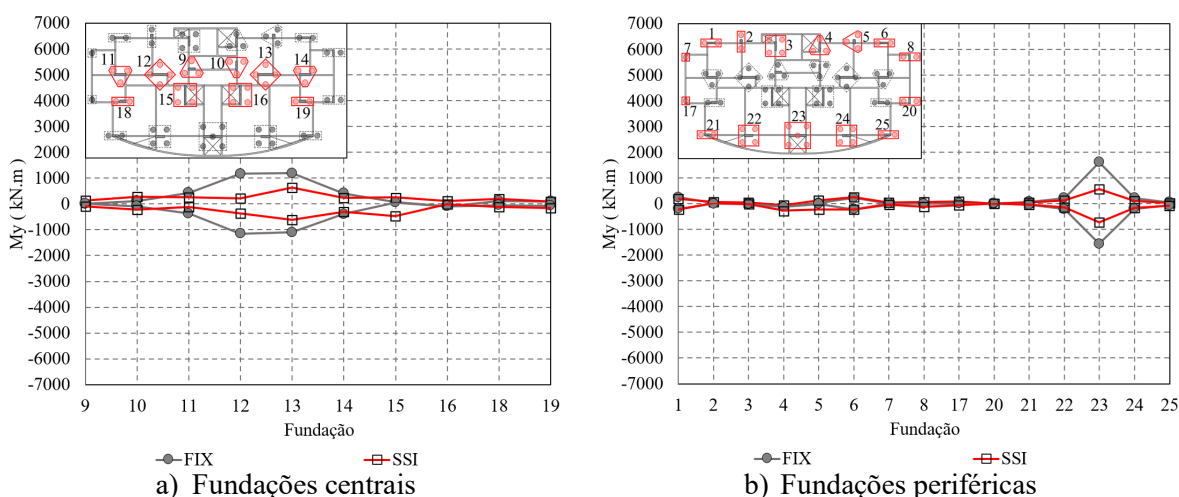 7000
6000
5000
4000
3000
2000
1000
0
-1000
-2000
-3000
-4000
-5000
-6000
-7000
My ( kN.m )
11 12 9 10 13 14
15 16
18 19
9 10 11 12 13 14 15 16 18 19
Fundação
FIX SSI
a) Fundações centrais
7000
6000
5000
4000
3000
2000
1000
0
-1000
-2000
-3000
-4000
-5000
-6000
-7000
My ( kN.m )
1 2 3 4 5 6
7 8
17 20
21 22 23 24 25
1 2 3 4 5 6 7 8 17 20 21 22 23 24 25
Fundação
FIX SSI
b) Fundações periféricas